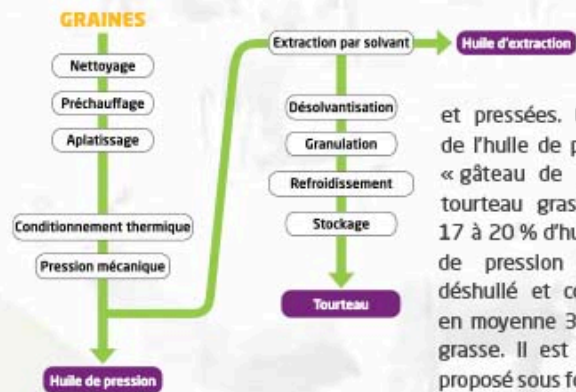 GRAINES
Nettoyage
Préchauffage
Aplatissage
Conditionnement thermique
Pression mécanique
Huile de pression
Extraction par solvant
Huile d'extraction
Désolvantisation
Granulation
Refroidissement
Stockage
Tourteau
et pressées.
de l'huile de
« gâteau de
tourteau gras
17 à 20 % d'hu
de pression
déshullé et co
en moyenne 3
grasse. Il est
proposé sous f